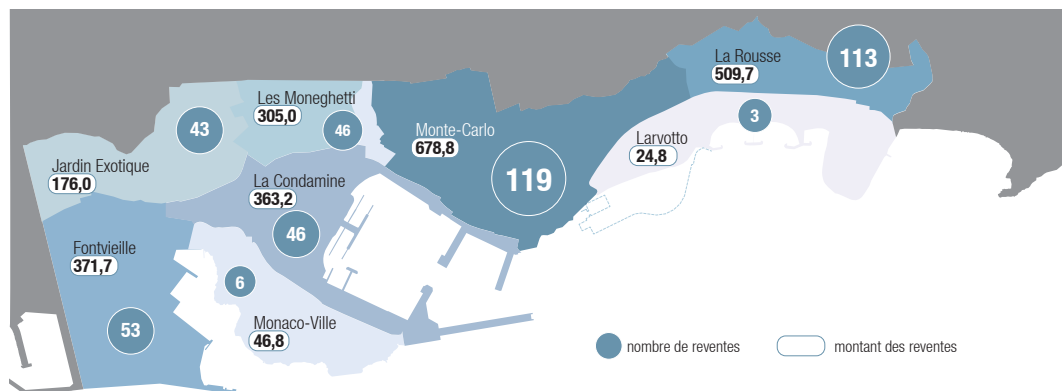 La Rousse
509,7
113
Les Moneghetti
305,0
46
43
Monte-Carlo
678,8
119
Larvotto
24,8
3
Jardin Exotique
176,0
La Condamine
363,2
46
Fontvieille
371,7
53
6
Monaco-Ville
46,8
nombre de reventes
montant des reventes